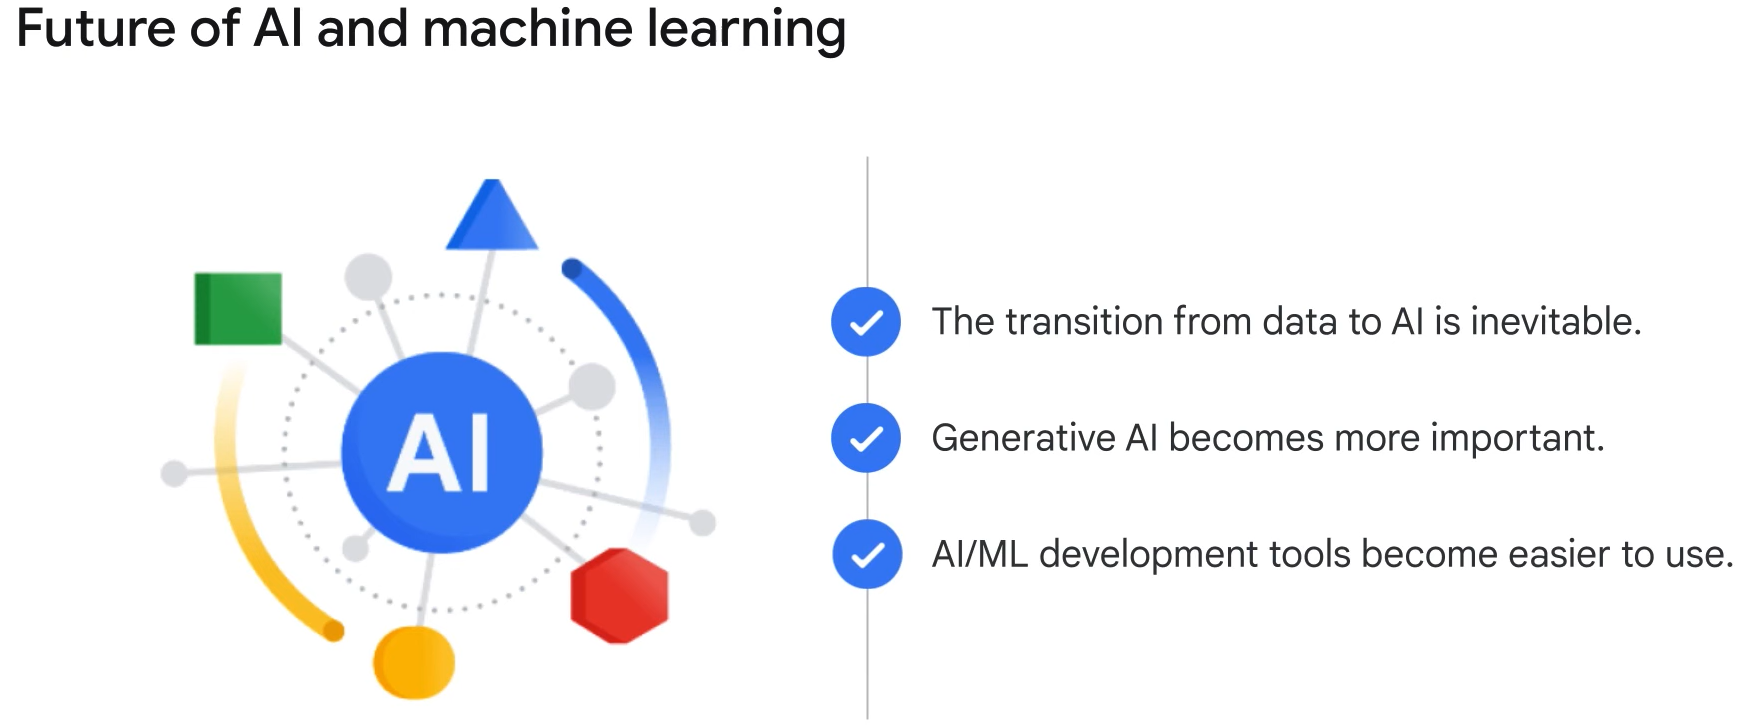 Future of AI and machine learning
AI
The transition from data to AI is inevitable.
Generative AI becomes more important.
AI/ML development tools become easier to use.